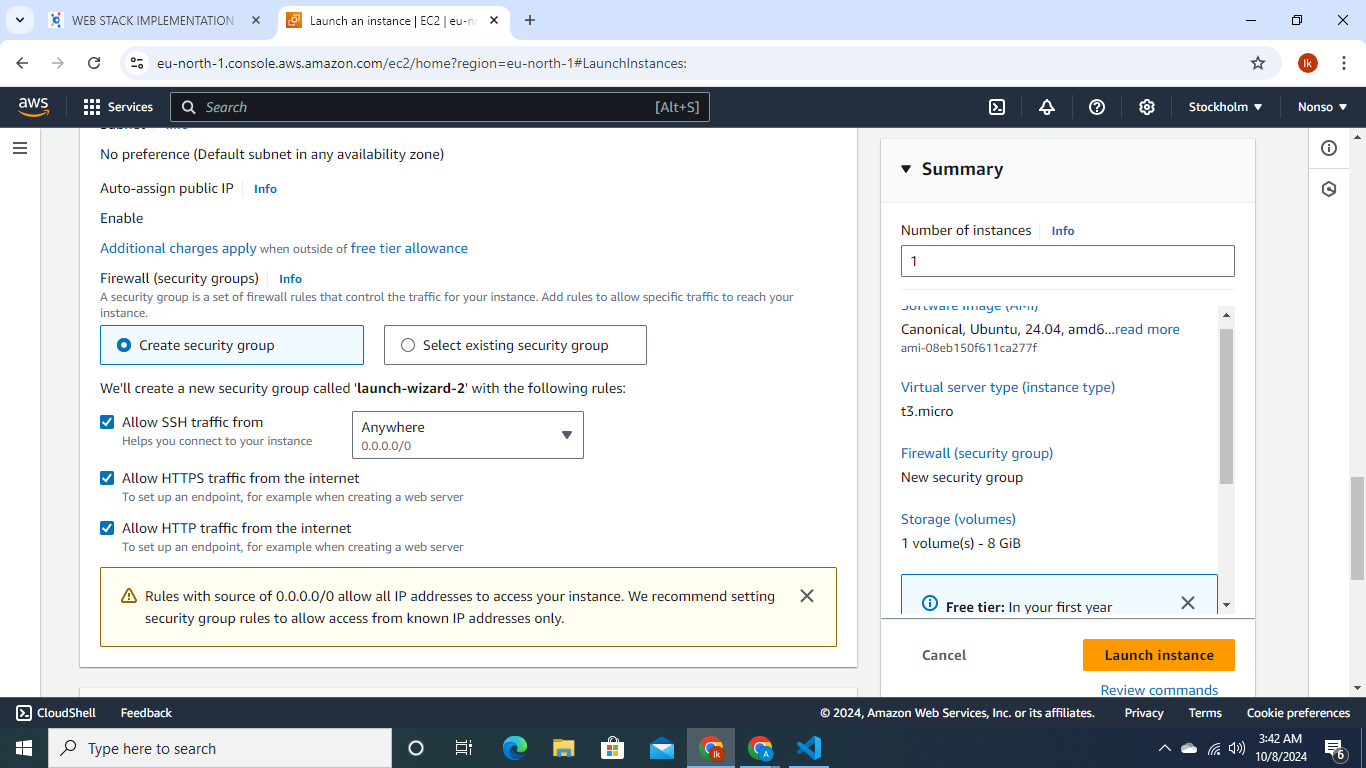 WEB STACK IMPLEMENTATION
Launch an instance | EC2 | eu-no
eu-north-1.console.aws.amazon.com/ec2/home?region=eu-north-1#LaunchInstances:
Ik
aws
Services
Search
[Alt+S]
Stockholm
Nonso
Subnet
Info
No preference (Default subnet in any availability zone)
Auto-assign public IP
Info
Enable
Additional charges apply when outside of free tier allowance
Firewall (security groups)
Info
A security group is a set of firewall rules that control the traffic for your instance. Add rules to allow specific traffic to reach your
instance.
Create security group
Select existing security group
We'll create a new security group called 'launch-wizard-2' with the following rules:
Allow SSH traffic from
Helps you connect to your instance
Anywhere
0.0.0.0/0
Allow HTTPS traffic from the internet
To set up an endpoint, for example when creating a web server
Allow HTTP traffic from the internet
To set up an endpoint, for example when creating a web server
Rules with source of 0.0.0.0/0 allow all IP addresses to access your instance. We recommend setting
security group rules to allow access from known IP addresses only.
Summary
Number of instances
Info
1
Software Image (AMI)
Canonical, Ubuntu, 24.04, amd6...read more
ami-08eb150f611ca277f
Virtual server type (instance type)
t3.micro
Firewall (security group)
New security group
Storage (volumes)
1 volume(s) - 8 GiB
Free tier: In your first year
Cancel
Launch instance
Review commands
CloudShell
Feedback
© 2024, Amazon Web Services, Inc. or its affiliates.
Privacy
Terms
Cookie preferences
Type here to search
Ik
A
3:42 AM
10/8/2024
6